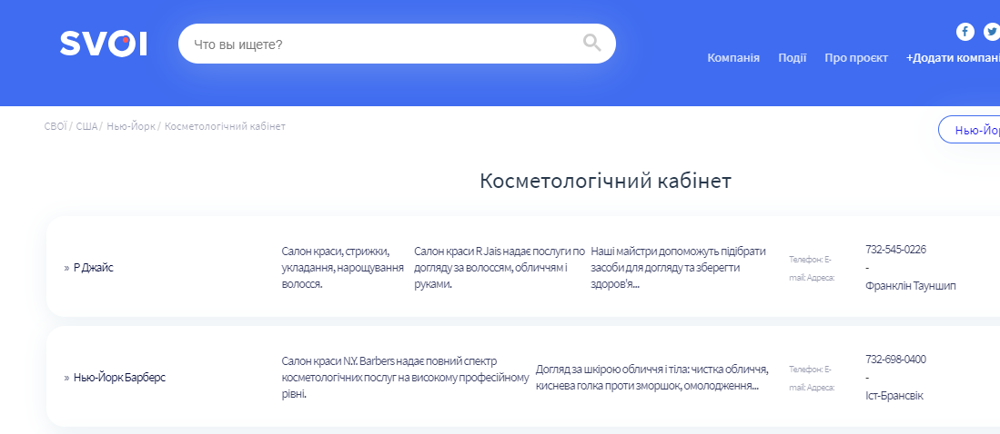 SVOI
Что вы ищете?
Компанія Події Про проєкт +Додати компані
СВОЇ / США / Нью-Йорк / Косметологічний кабінет
Нью-Йор
Косметологічний кабінет
» Р Джайс
Салон краси, стрижки,
укладання, нарощування
волосся.
Салон краси R Jais надає послуги по
догляду за волоссям, обличчям і
руками.
Наші майстри допоможуть підібрати
засоби для догляду та зберегти
здоров'я...
Телефон: E-
mail: Адреса:
732-545-0226
-
Франклін Тауншип
» Нью-Йорк Барберс
Салон краси N.Y. Barbers надає повний спектр
косметологічних послуг на високому професійному
рівні.
Догляд за шкірою обличчя і тіла: чистка обличчя,
киснева голка проти зморшок, омолодження...
Телефон: E-
mail: Адреса:
732-698-0400
-
Іст-Брансвік